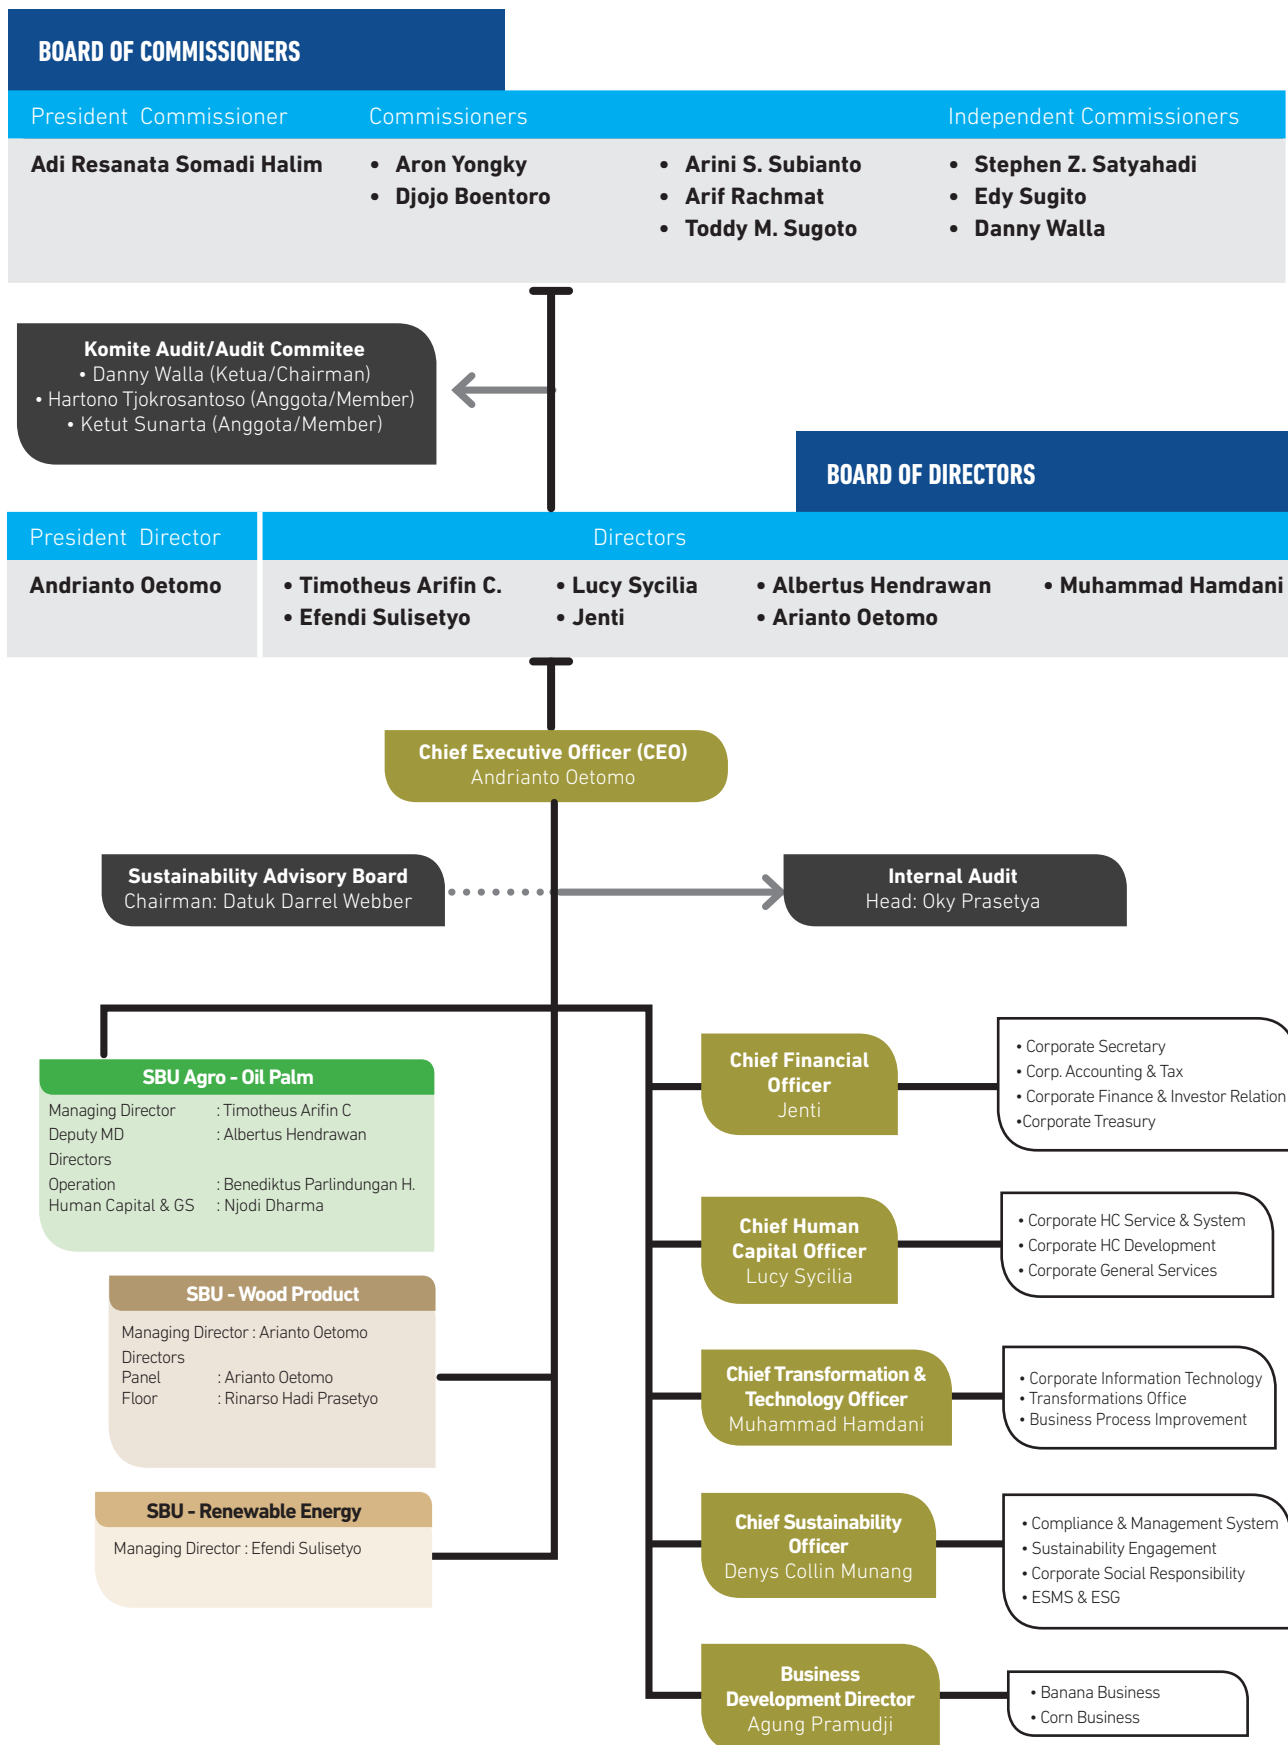 BOARD OF COMMISSIONERS
President Commissioner
Commissioners
Independent Commissioners
Adi Resanata Somadi Halim
• Aron Yongky
• Djojo Boentoro
• Arini S. Subianto
• Arif Rachmat
• Toddy M. Sugoto
• Stephen Z. Satyahadi
• Edy Sugito
• Danny Walla
Komite Audit/Audit Commitee
• Danny Walla (Ketua/Chairman)
• Hartono Tjokrosantoso (Anggota/Member)
• Ketut Sunarta (Anggota/Member)
BOARD OF DIRECTORS
President Director
Directors
Andrianto Oetomo
• Timotheus Arifin C.
• Efendi Sulisetyo
• Lucy Sycilia
• Jenti
• Albertus Hendrawan
• Arianto Oetomo
• Muhammad Hamdani
Chief Executive Officer (CEO)
Andrianto Oetomo
Sustainability Advisory Board
Chairman: Datuk Darrel Webber
Internal Audit
Head: Oky Prasetya
SBU Agro - Oil Palm
Managing Director : Timotheus Arifin C
Deputy MD : Albertus Hendrawan
Directors
Operation : Benediktus Parlindungan H.
Human Capital & GS : Njodi Dharma
SBU - Wood Product
Managing Director : Arianto Oetomo
Directors
Panel : Arianto Oetomo
Floor : Rinarso Hadi Prasetyo
SBU - Renewable Energy
Managing Director : Efendi Sulisetyo
Chief Financial
Officer
Jenti
• Corporate Secretary
• Corp. Accounting & Tax
• Corporate Finance & Investor Relation
•Corporate Treasury
Chief Human
Capital Officer
Lucy Sycilia
• Corporate HC Service & System
• Corporate HC Development
• Corporate General Services
Chief Transformation &
Technology Officer
Muhammad Hamdani
• Corporate Information Technology
• Transformations Office
• Business Process Improvement
Chief Sustainability
Officer
Denys Collin Munang
• Compliance & Management System
• Sustainability Engagement
• Corporate Social Responsibility
• ESMS & ESG
Business
Development Director
Agung Pramudji
• Banana Business
• Corn Business